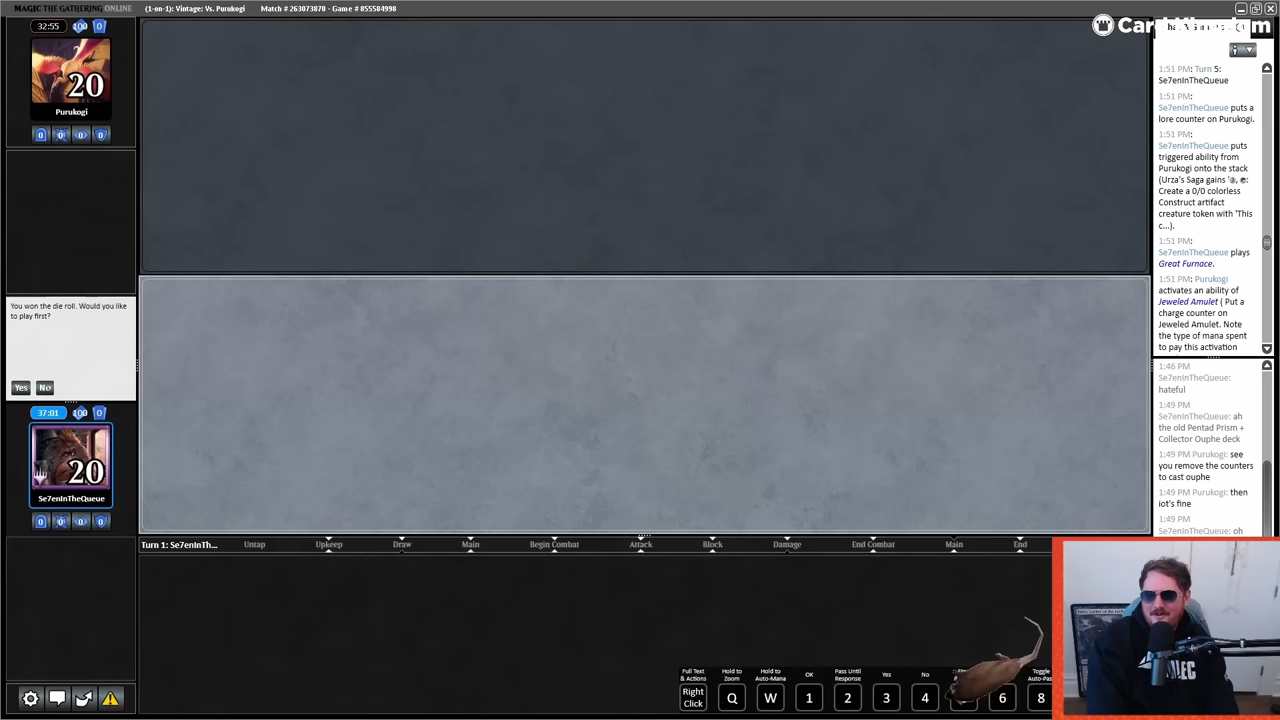 MAGIC THE GATHERING ONLINE
(1-on-1): Vintage: Vs. Purukogi
Match # 263073870 - Game # 855584998
32:55
100
0
20
Purukogi
0
0
0
0
You won the die roll. Would you like
to play first?
Yes
No
37:01
100
0
20
Se7enInTheQueue
0
0
0
0
Turn 1: Se7enInTh...
Untap
Upkeep
Draw
Main
Begin Combat
Attack
Block
Damage
End Combat
Main
End
Full Text
& Actions
Right
Click
Hold to
Zoom
Q
Hold to
Auto-Mana
W
OK
1
Pass Until
Response
2
Yes
3
No
4
6
Toggle
Auto-Pas
8
1:51 PM: Turn 5:
Se7enInTheQueue
1:51 PM:
Se7enInTheQueue puts a
lore counter on Purukogi.
1:51 PM:
Se7enInTheQueue puts
triggered ability from
Purukogi onto the stack
(Urza's Saga gains '2, :
Create a 0/0 colorless
Construct artifact
creature token with 'This
c...).
1:51 PM:
Se7enInTheQueue plays
Great Furnace.
1:51 PM: Purukogi
activates an ability of
Jeweled Amulet ( Put a
charge counter on
Jeweled Amulet. Note
the type of mana spent
to pay this activation
1:46 PM
Se7enInTheQueue:
hateful
1:49 PM
Se7enInTheQueue: ah
the old Pentad Prism +
Collector Ouphe deck
1:49 PM Purukogi: see
you remove the counters
to cast ouphe
1:49 PM Purukogi: then
iot's fine
1:49 PM
Se7enInTheQueue: oh